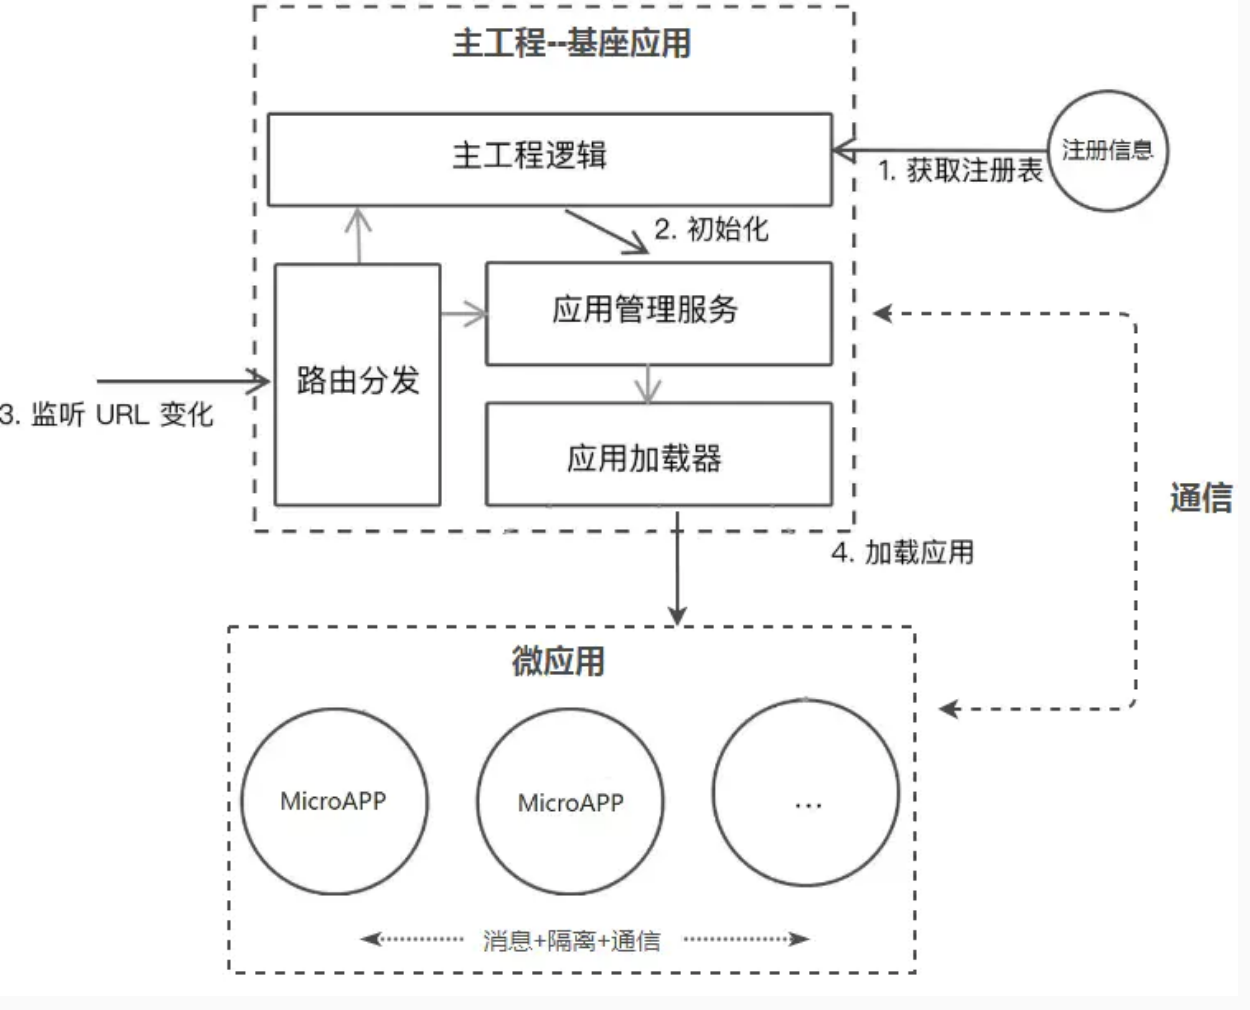 主工程--基座应用
主工程逻辑
注册信息
1. 获取注册表
2. 初始化
应用管理服务
路由分发
3. 监听 URL 变化
应用加载器
通信
4. 加载应用
微应用
MicroAPP
MicroAPP
...
消息+隔离+通信